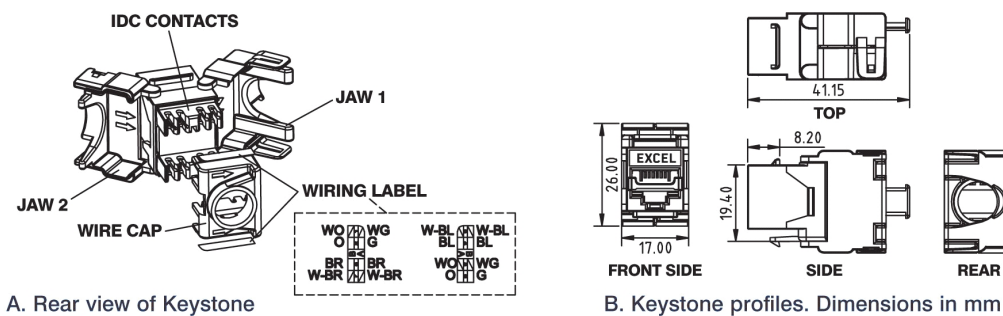 IDC CONTACTS
JAW 1
JAW 2
WIRE CAP
WIRING LABEL
WO WG W-BL W-BL
O G BL BL
B A B A
BR BR WO WG
W-BR W-BR O G
A. Rear view of Keystone
41.15
TOP
26.00
EXCEL
17.00
FRONT SIDE
8.20
19.40
SIDE
REAR
B. Keystone profiles. Dimensions in mm